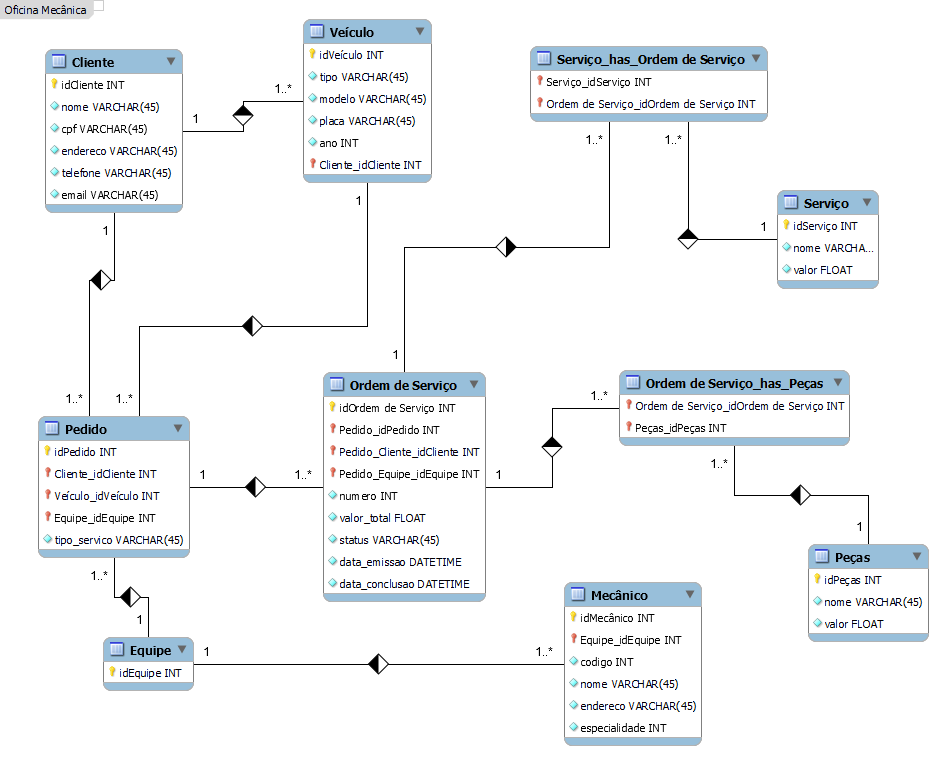 Oficina Mecânica
Cliente
idCliente INT
nome VARCHAR(45)
cpf VARCHAR(45)
endereco VARCHAR(45)
telefone VARCHAR(45)
email VARCHAR(45)
1
1..*
Veículo
idVeículo INT
tipo VARCHAR(45)
modelo VARCHAR(45)
placa VARCHAR(45)
ano INT
Cliente_idCliente INT
Serviço_has_Ordem de Serviço
Serviço_idServiço INT
Ordem de Serviço_idOrdem de Serviço INT
1..*
1..*
1
Serviço
idServiço INT
nome VARCHA...
valor FLOAT
1
1
1..*
1..*
1
Pedido
idPedido INT
Cliente_idCliente INT
Veículo_idVeículo INT
Equipe_idEquipe INT
tipo_servico VARCHAR(45)
1
1..*
Ordem de Serviço
idOrdem de Serviço INT
Pedido_idPedido INT
Pedido_Cliente_idCliente INT
Pedido_Equipe_idEquipe INT
numero INT
valor_total FLOAT
status VARCHAR(45)
data_emissao DATETIME
data_conclusao DATETIME
1
1..*
Ordem de Serviço_has_Peças
Ordem de Serviço_idOrdem de Serviço INT
Peças_idPeças INT
1..*
1
Peças
idPeças INT
nome VARCHAR(45)
valor FLOAT
1..*
1
Equipe
idEquipe INT
1
1..*
Mecânico
idMecânico INT
Equipe_idEquipe INT
codigo INT
nome VARCHAR(45)
endereco VARCHAR(45)
especialidade INT